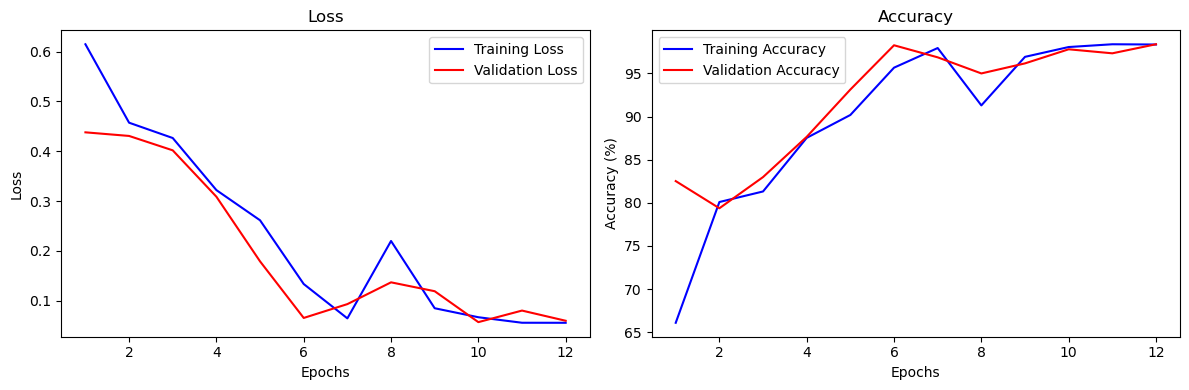 Loss
Training Loss
Validation Loss
0.6
0.5
0.4
0.3
0.2
0.1
Loss
2 4 6 8 10 12
Epochs
Accuracy
Training Accuracy
Validation Accuracy
95
90
85
80
75
70
65
Accuracy (%)
2 4 6 8 10 12
Epochs